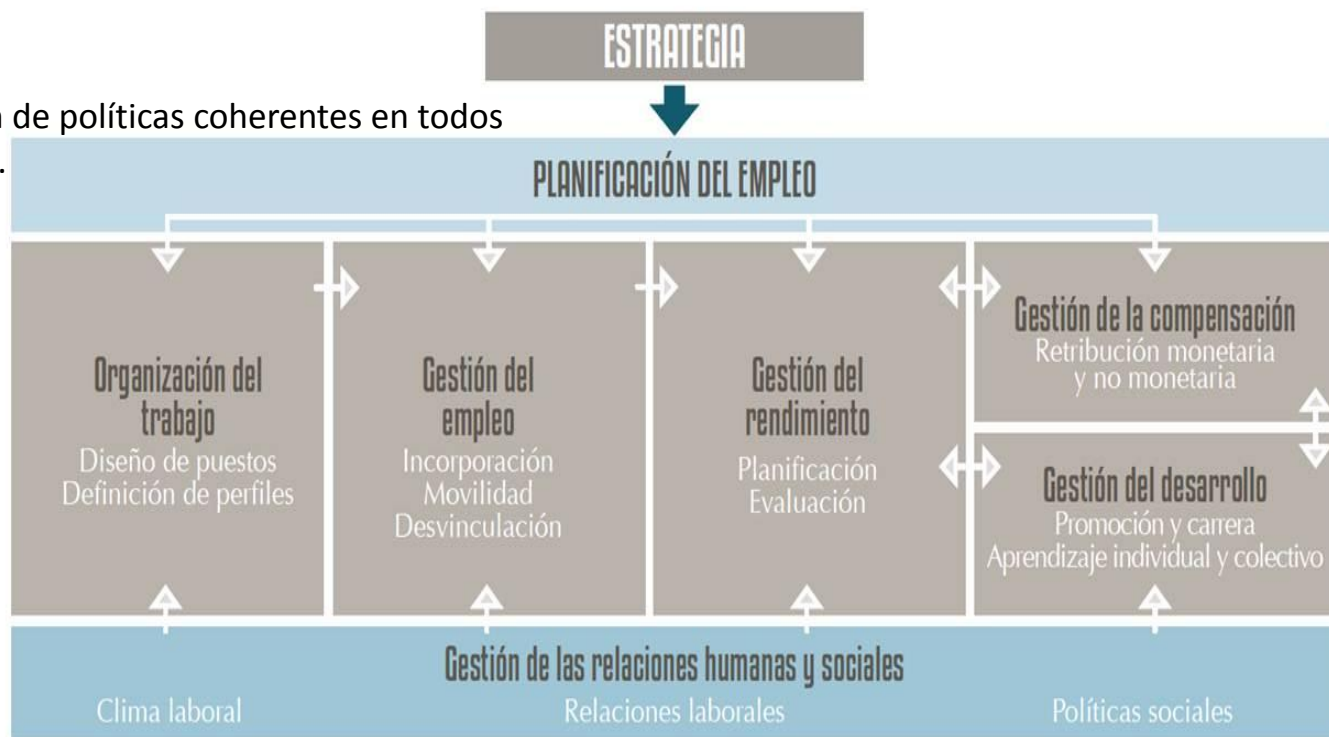 ESTRATEGIA
de políticas coherentes en todos
.
PLANIFICACIÓN DEL EMPLEO
Organización del
trabajo
Diseño de puestos
Definición de perfiles
Gestión del
empleo
Incorporación
Movilidad
Desvinculación
Gestión del
rendimiento
Planificación
Evaluación
Gestión de la compensación
Retribución monetaria
y no monetaria
Gestión del desarrollo
Promoción y carrera
Aprendizaje individual y colectivo
Gestión de las relaciones humanas y sociales
Clima laboral
Relaciones laborales
Políticas sociales